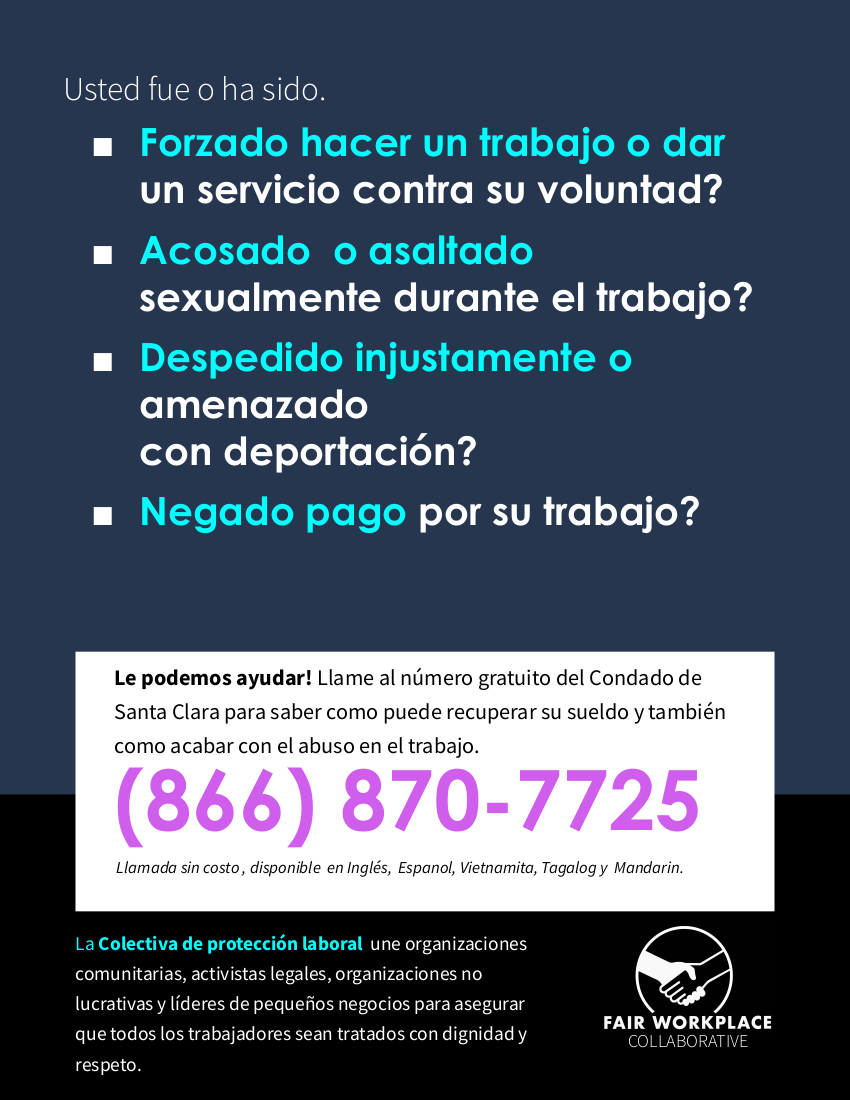 Usted fue o ha sido.
▪ Forzado hacer un trabajo o dar
un servicio contra su voluntad?
▪ Acosado o asaltado
sexualmente durante el trabajo?
▪ Despedido injustamente o
amenazado
con deportación?
▪ Negado pago por su trabajo?
Le podemos ayudar! Llame al número gratuito del Condado de
Santa Clara para saber como puede recuperar su sueldo y también
como acabar con el abuso en el trabajo.
(866) 870-7725
Llamada sin costo, disponible en Inglés, Espanol, Vietnamita, Tagalog y Mandarin.
La Colectiva de protección laboral une organizaciones
comunitarias, activistas legales, organizaciones no
lucrativas y líderes de pequeños negocios para asegurar
que todos los trabajadores sean tratados con dignidad y
respeto.
FAIR WORKPLACE
COLLABORATIVE